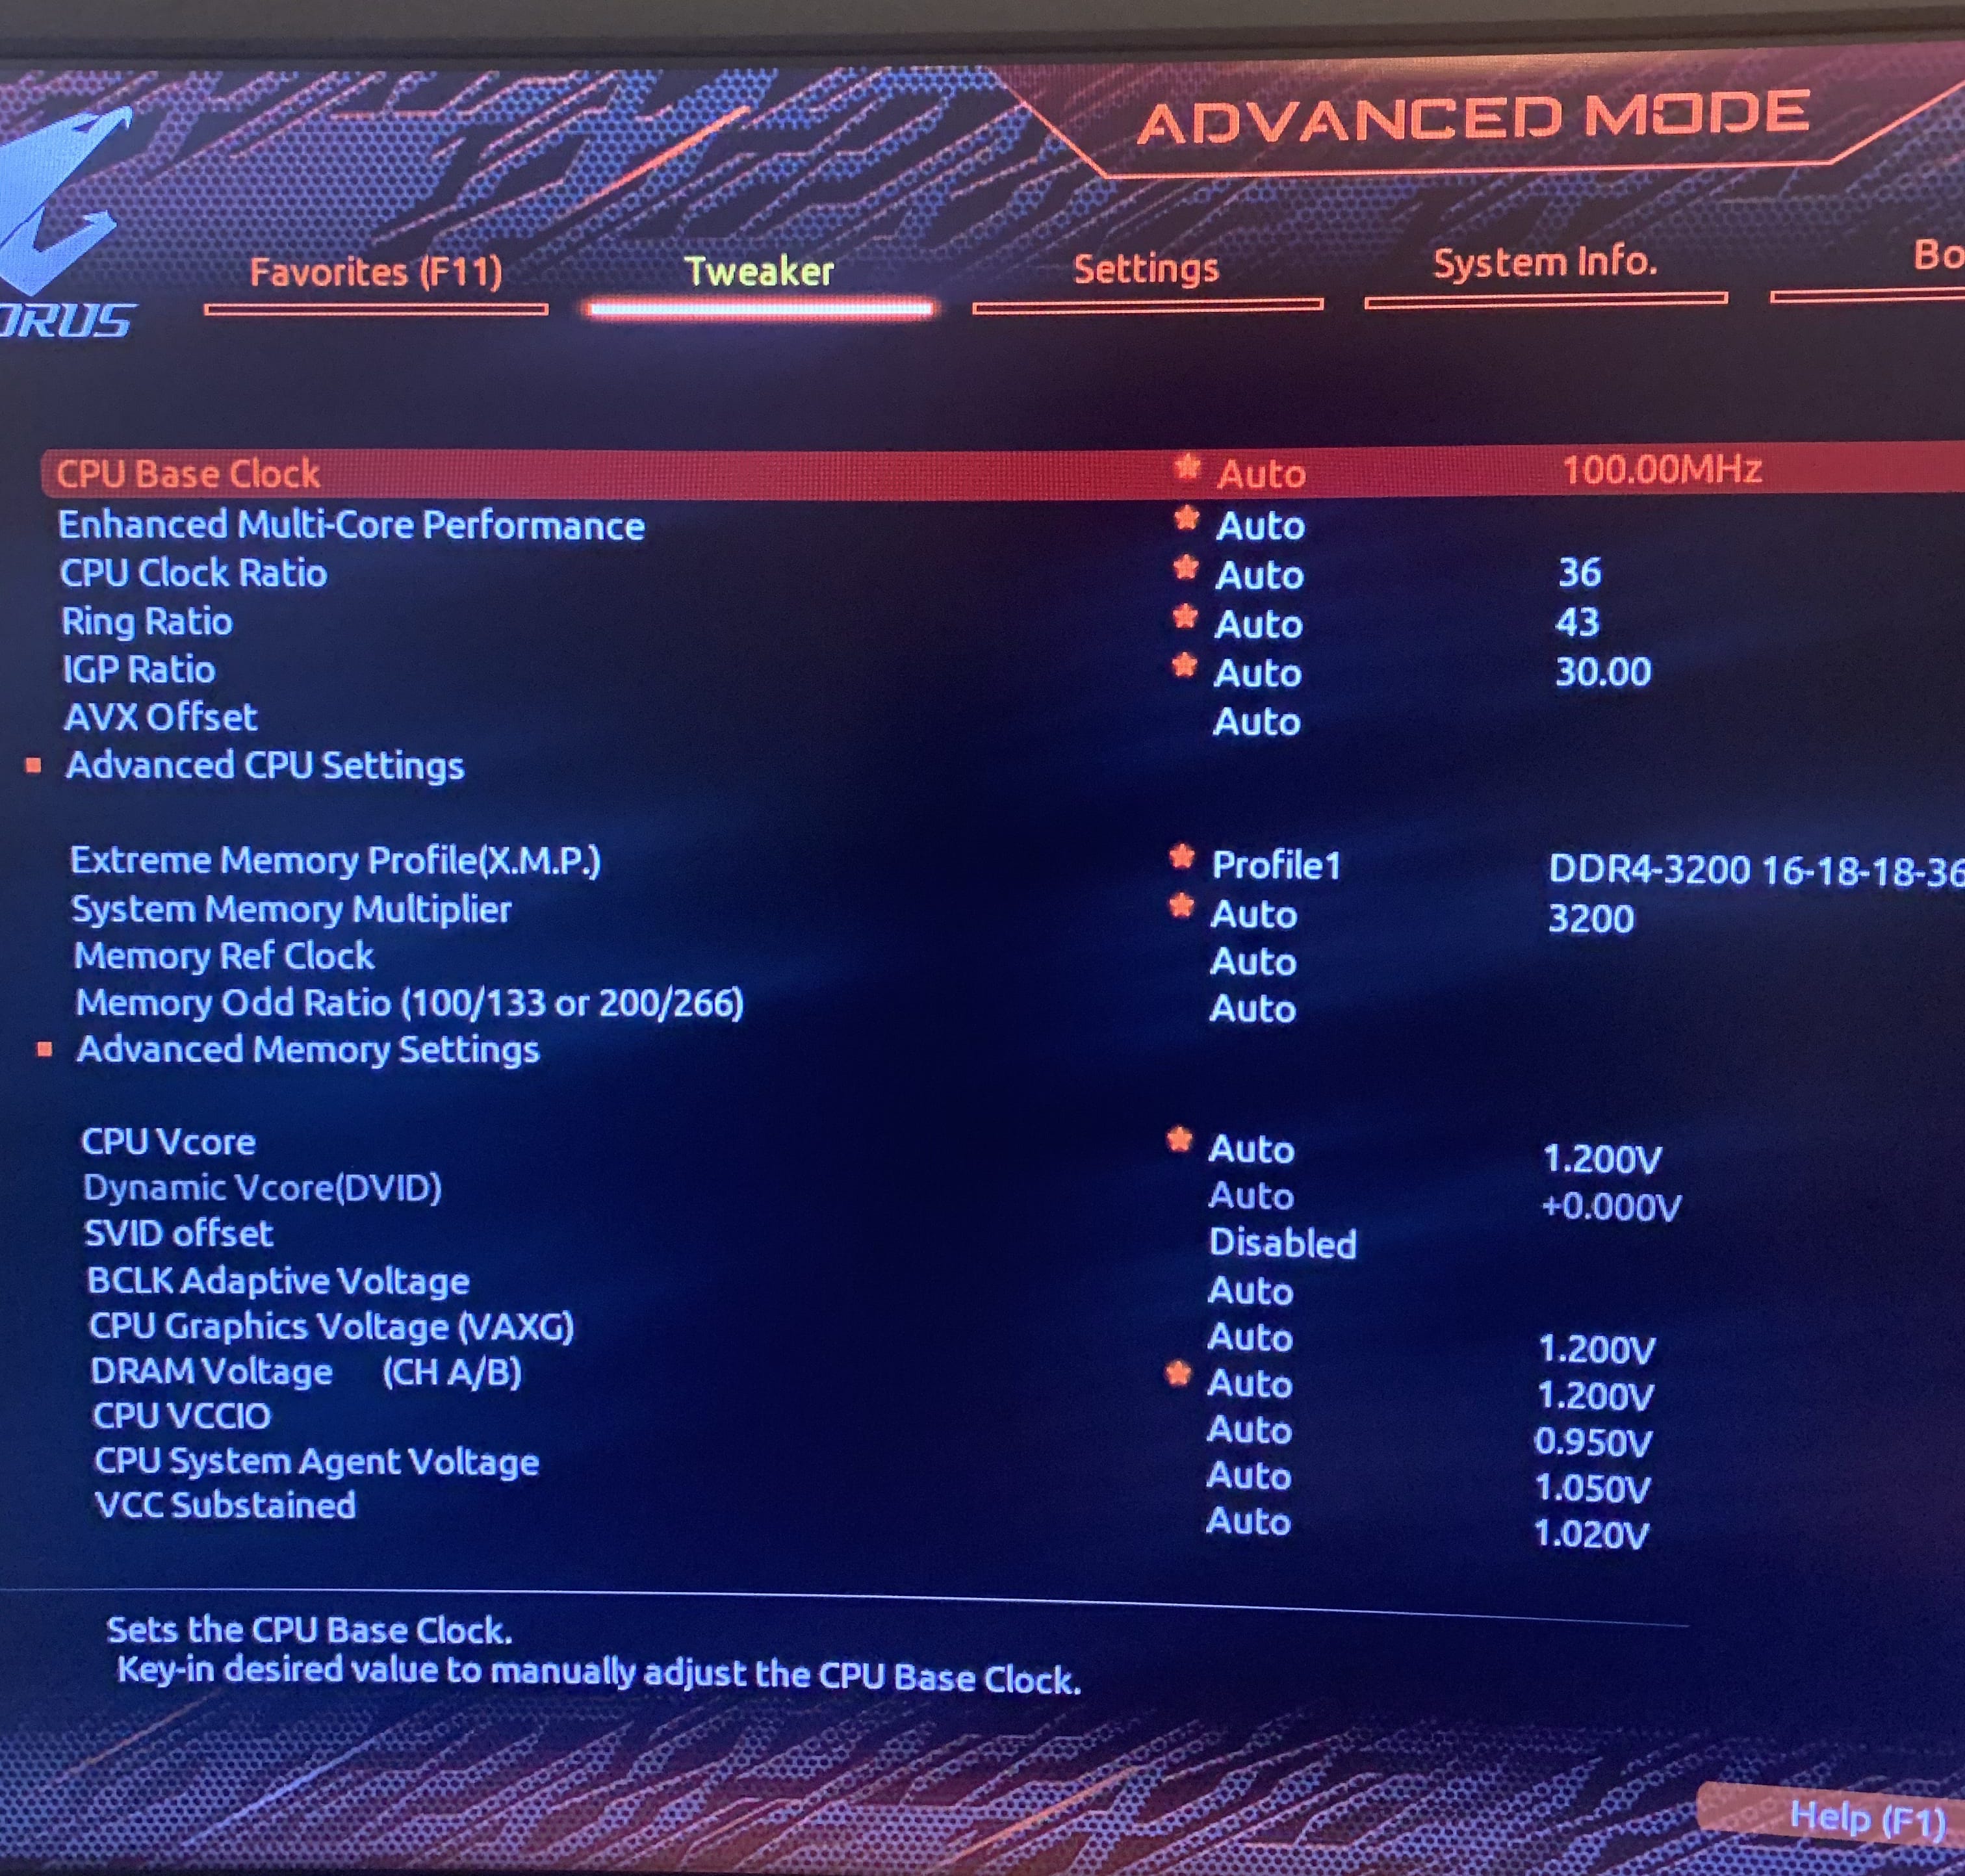 ADVANCED MODE
Favorites (F11) Tweaker Settings System Info. Bo
ORUS
CPU Base Clock Auto 100.00MHz
Enhanced Multi-Core Performance Auto
CPU Clock Ratio Auto 36
Ring Ratio Auto 43
IGP Ratio Auto 30.00
AVX Offset Auto
Advanced CPU Settings
Extreme Memory Profile(X.M.P.) Profile1 DDR4-3200 16-18-18-36
System Memory Multiplier Auto 3200
Memory Ref Clock Auto
Memory Odd Ratio (100/133 or 200/266) Auto
Advanced Memory Settings
CPU Vcore Auto 1.200V
Dynamic Vcore(DVID) Auto +0.000V
SVID offset Disabled
BCLK Adaptive Voltage Auto
CPU Graphics Voltage (VAXG) Auto 1.200V
DRAM Voltage (CH A/B) Auto 1.200V
CPU VCCIO Auto 0.950V
CPU System Agent Voltage Auto 1.050V
VCC Substained Auto 1.020V
Sets the CPU Base Clock.
Key-in desired value to manually adjust the CPU Base Clock.
Help (F1)